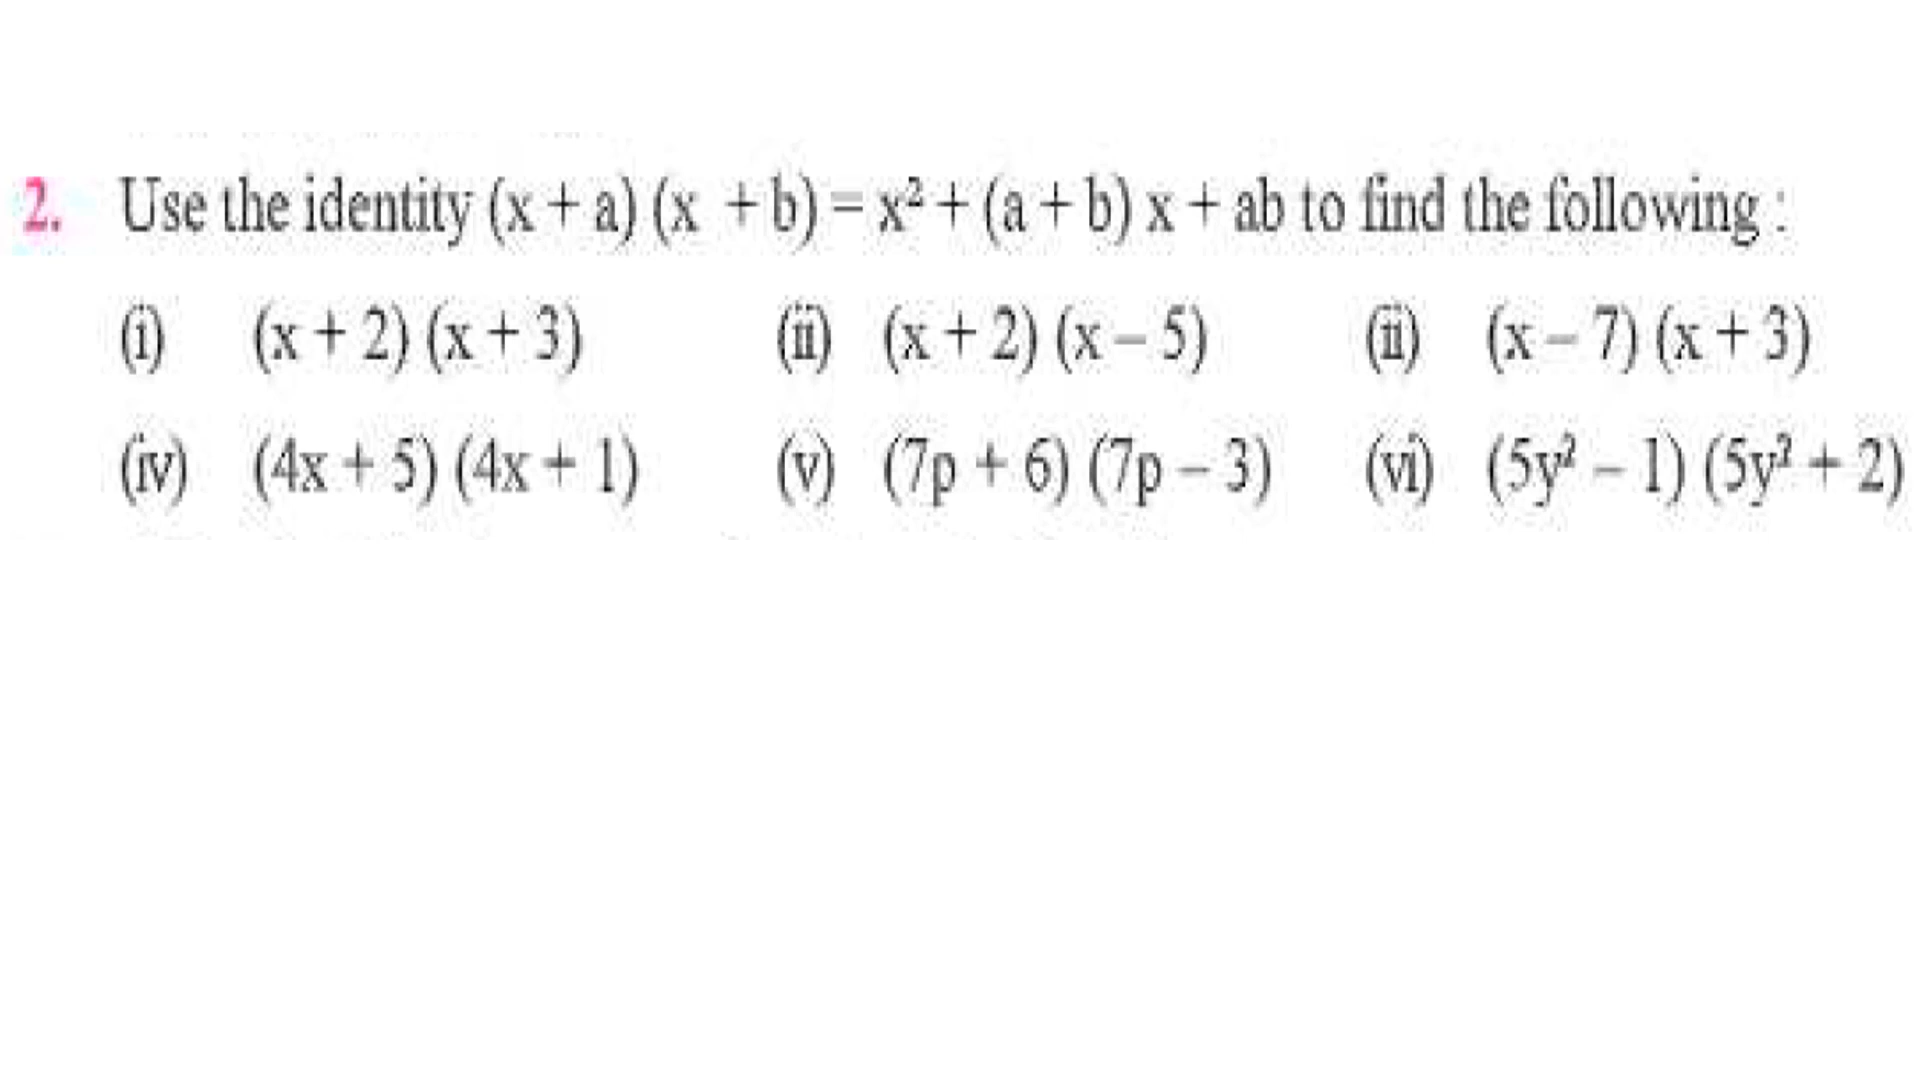 2. Use the identity (x + a) (x + b) = x² + (a + b) x + ab to find the following :
(i) (x + 2) (x + 3) (ii) (x + 2) (x – 5) (ii) (x – 7) (x + 3)
(iv) (4x + 5) (4x + 1) (v) (7p + 6) (7p – 3) (vi) (5y² – 1) (5y² + 2)